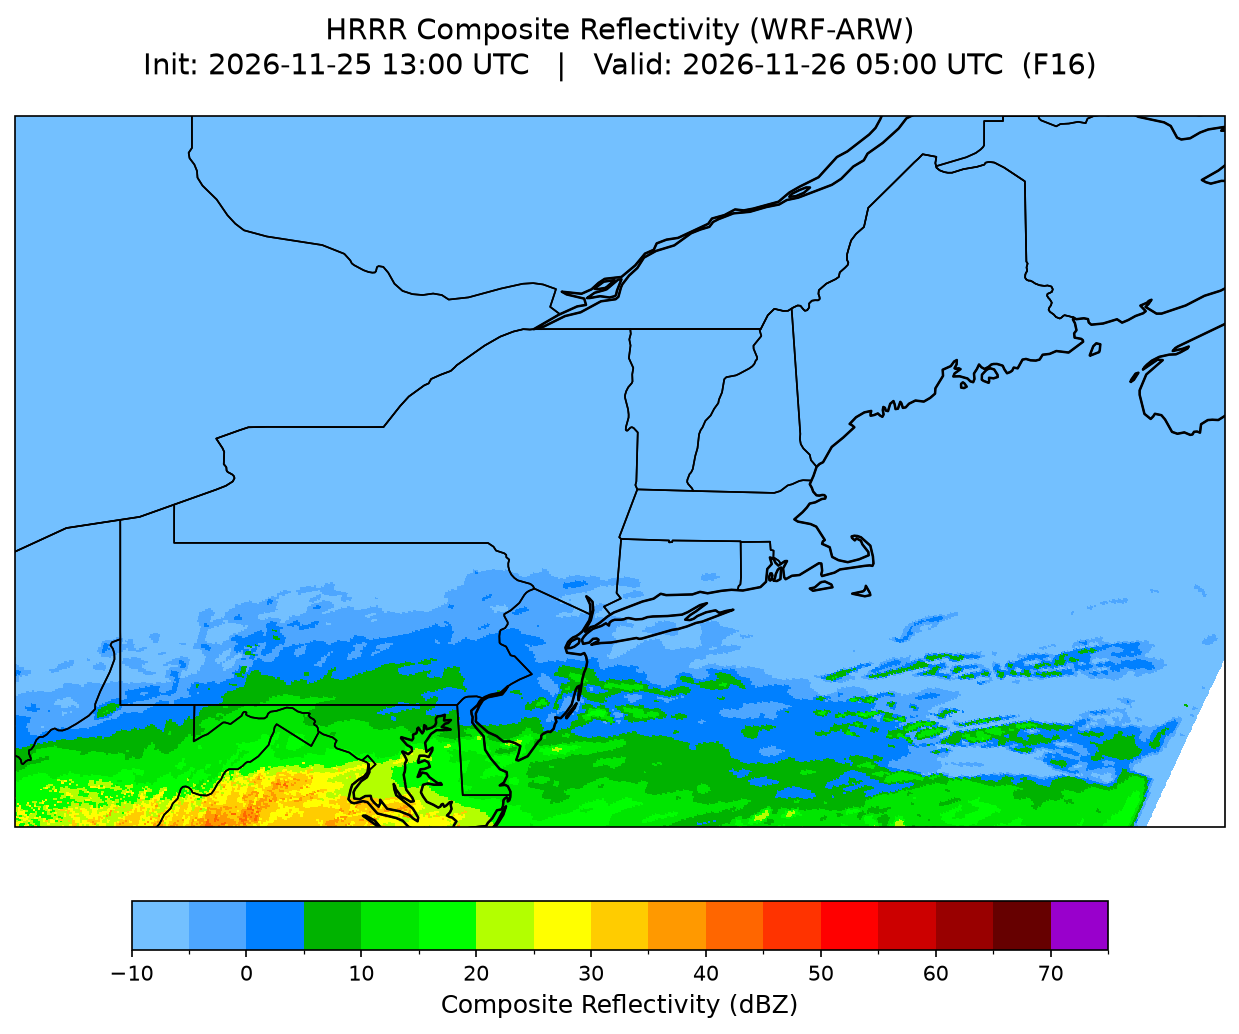 HRRR Composite Reflectivity (WRF-ARW)
Init: 2026-11-25 13:00 UTC | Valid: 2026-11-26 05:00 UTC (F16)
−10 0 10 20 30 40 50 60 70
Composite Reflectivity (dBZ)